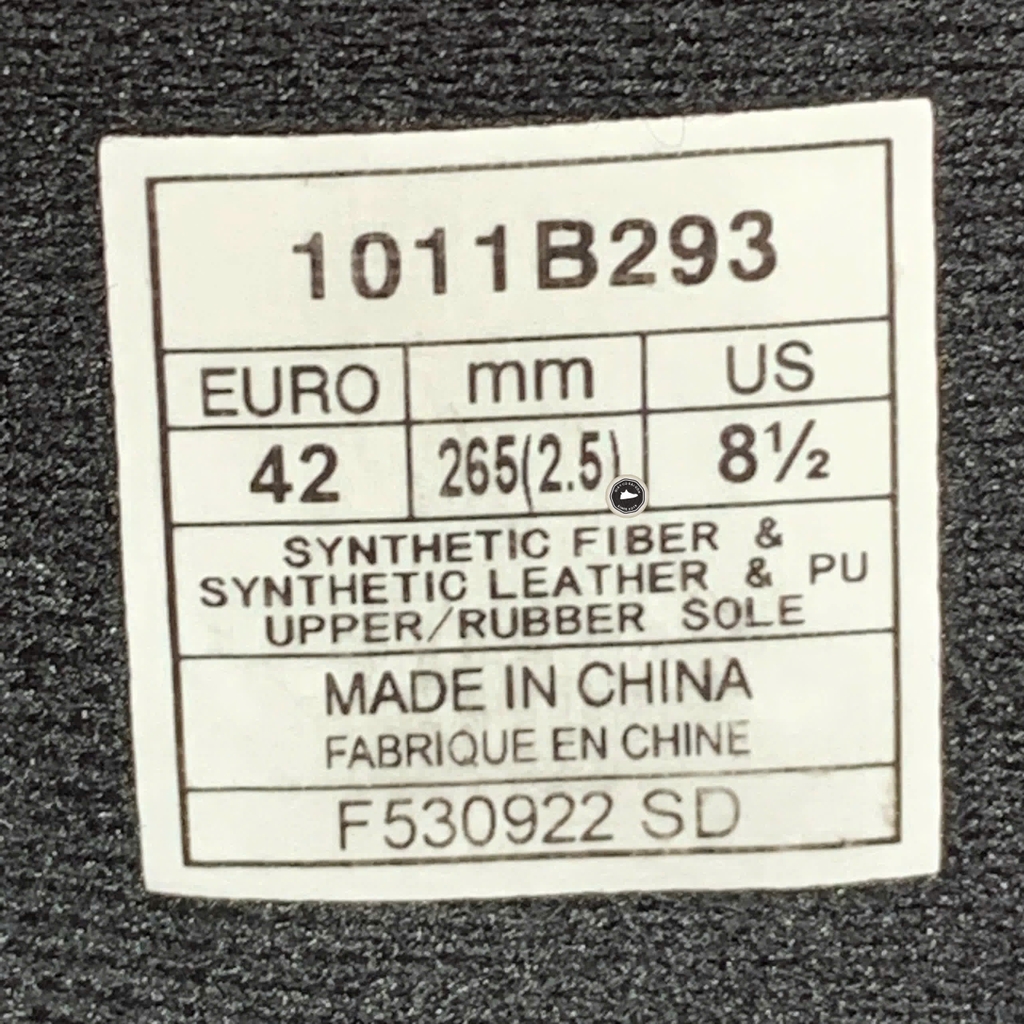 1011B293
EURO mm US
42 265(2.5) 8½
SYNTHETIC FIBER &
SYNTHETIC LEATHER & PU
UPPER/RUBBER SOLE
MADE IN CHINA
FABRIQUE EN CHINE
F530922 SD